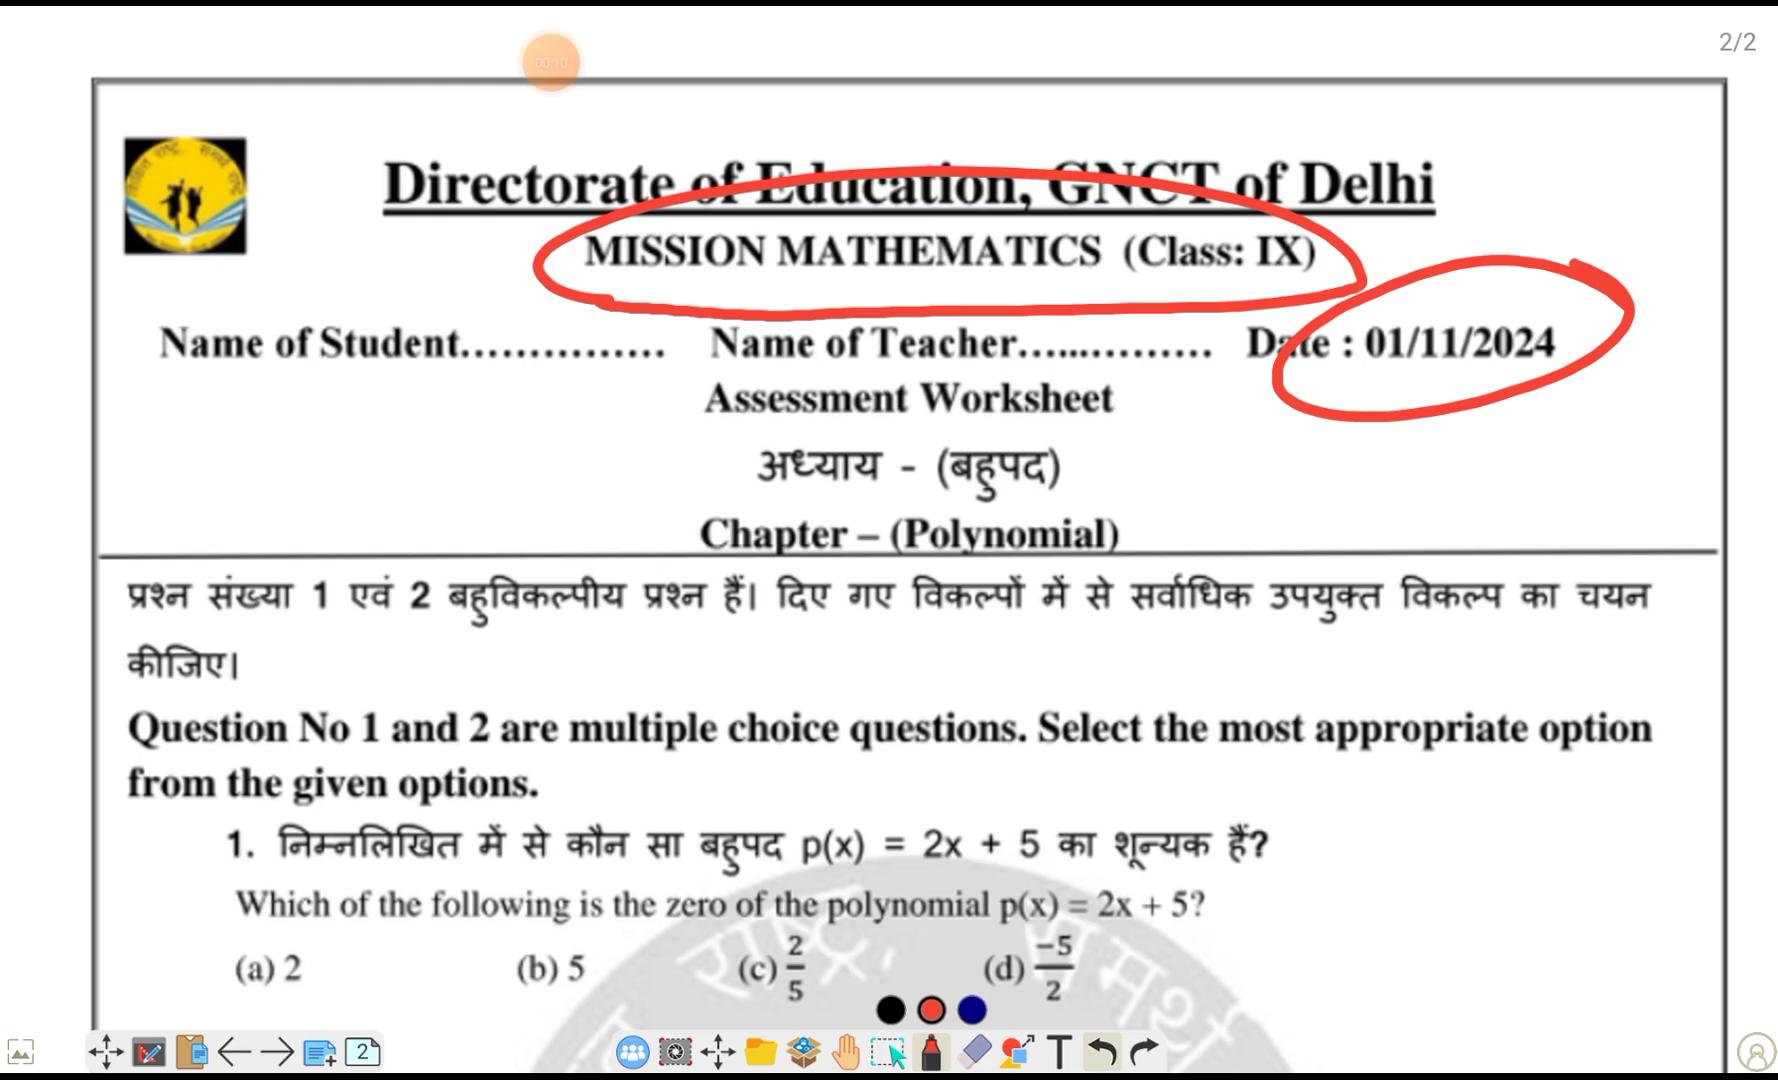 2/2
00:10
Directorate of Education, GNCT of Delhi
MISSION MATHEMATICS (Class: IX)
Name of Student............... Name of Teacher............... Date : 01/11/2024
Assessment Worksheet
अध्याय - (बहुपद)
Chapter – (Polynomial)
प्रश्न संख्या 1 एवं 2 बहुविकल्पीय प्रश्न हैं। दिए गए विकल्पों में से सर्वाधिक उपयुक्त विकल्प का चयन
कीजिए।
Question No 1 and 2 are multiple choice questions. Select the most appropriate option
from the given options.
1. निम्नलिखित में से कौन सा बहुपद p(x) = 2x + 5 का शून्यक हैं?
Which of the following is the zero of the polynomial p(x) = 2x + 5?
(a) 2 (b) 5 (c) 2/5 (d) −5/2
2
T